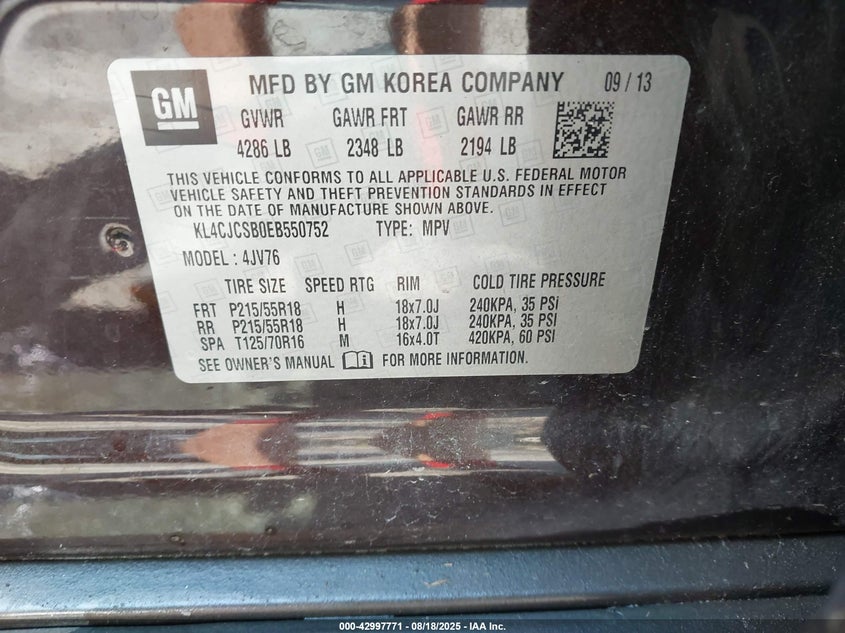 GM
MFD BY GM KOREA COMPANY 09 / 13
GVWR GAWR FRT GAWR RR
4286 LB 2348 LB 2194 LB
THIS VEHICLE CONFORMS TO ALL APPLICABLE U.S. FEDERAL MOTOR
VEHICLE SAFETY AND THEFT PREVENTION STANDARDS IN EFFECT
ON THE DATE OF MANUFACTURE SHOWN ABOVE.
KL4CJCSB0EB550752 TYPE: MPV
MODEL : 4JV76
TIRE SIZE SPEED RTG RIM COLD TIRE PRESSURE
FRT P215/55R18 H 18x7.0J 240KPA, 35 PSI
RR P215/55R18 H 18x7.0J 240KPA, 35 PSI
SPA T125/70R16 M 16x4.0T 420KPA, 60 PSI
SEE OWNER'S MANUAL FOR MORE INFORMATION.
000-42997771 - 08/18/2025 - IAA Inc.